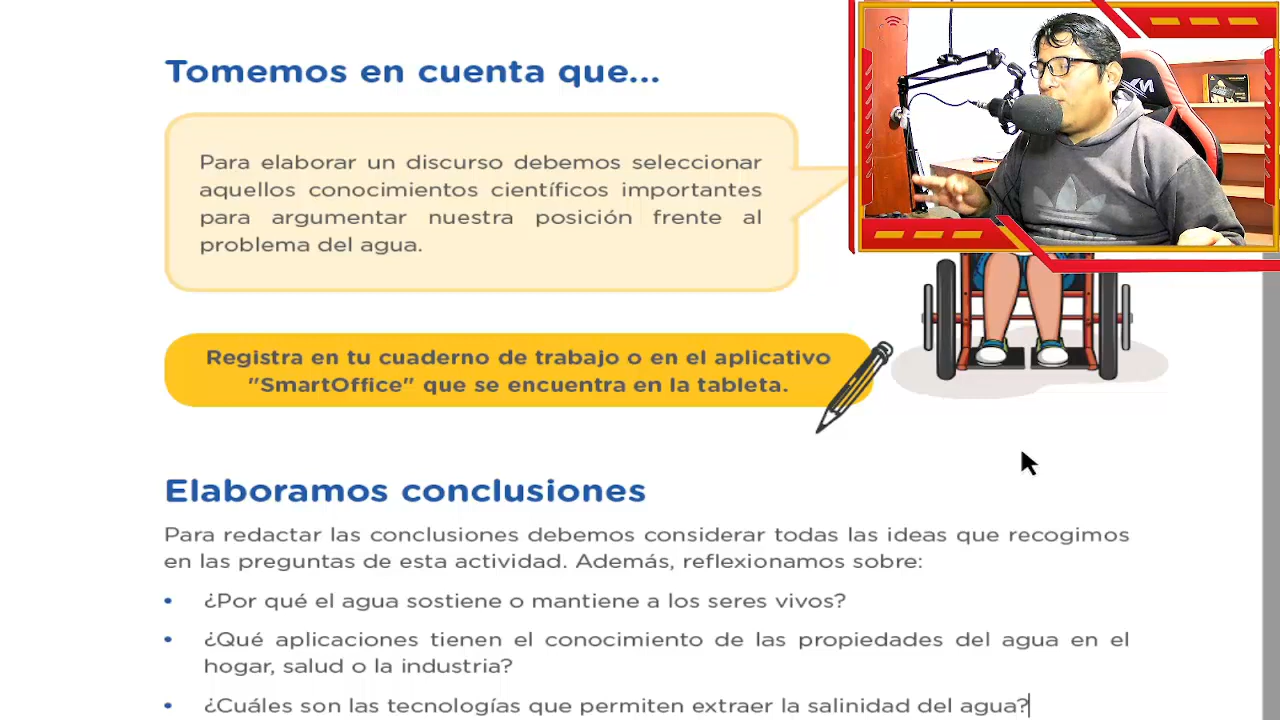 Tomemos en cuenta que...
Para elaborar un discurso debemos seleccionar
aquellos conocimientos científicos importantes
para argumentar nuestra posición frente al
problema del agua.
Registra en tu cuaderno de trabajo o en el aplicativo
"SmartOffice" que se encuentra en la tableta.
Elaboramos conclusiones
Para redactar las conclusiones debemos considerar todas las ideas que recogimos
en las preguntas de esta actividad. Además, reflexionamos sobre:
• ¿Por qué el agua sostiene o mantiene a los seres vivos?
• ¿Qué aplicaciones tienen el conocimiento de las propiedades del agua en el
hogar, salud o la industria?
• ¿Cuáles son las tecnologías que permiten extraer la salinidad del agua?